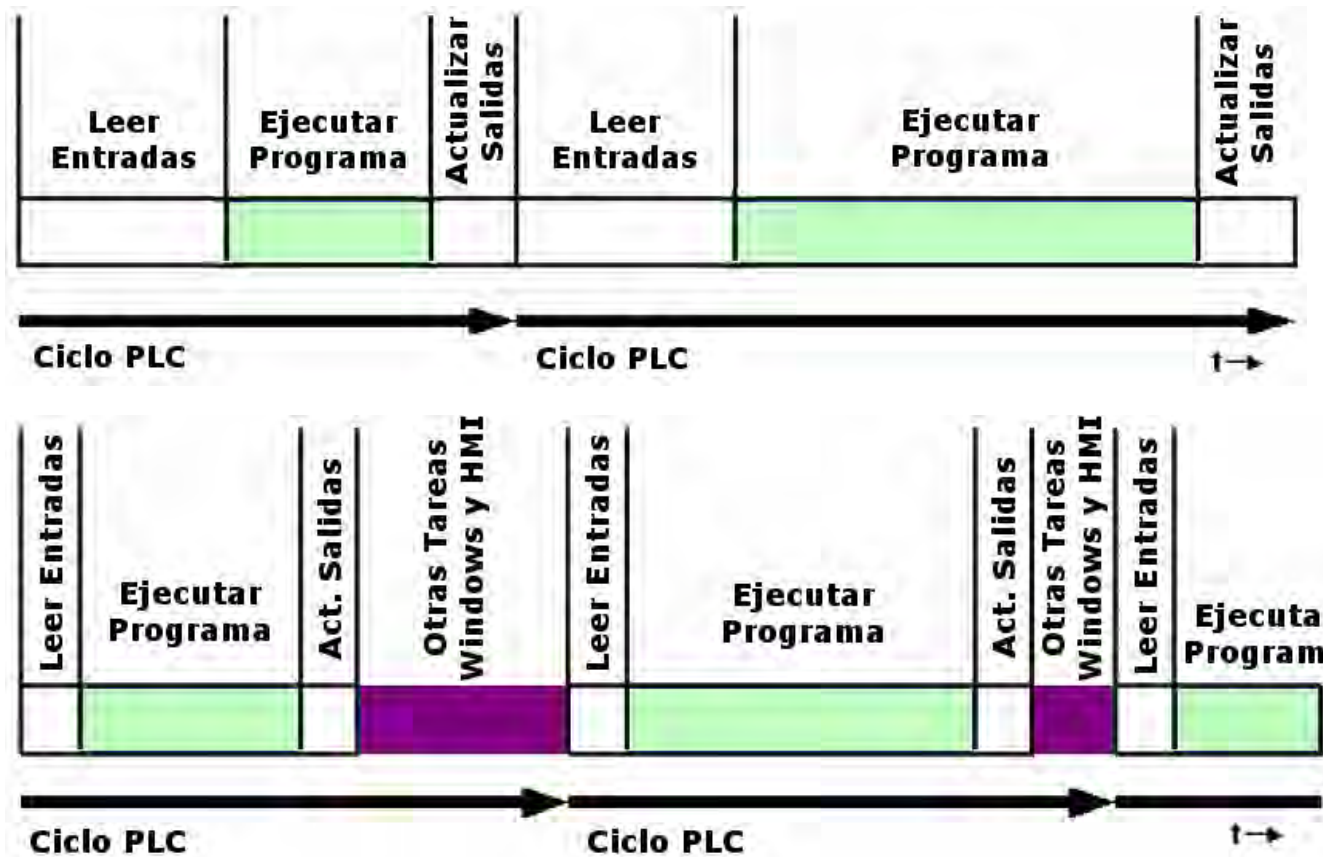 Leer
Entradas
Ejecutar
Programa
Actualizar
Salidas
Leer
Entradas
Ejecutar
Programa
Actualizar
Salidas
Ciclo PLC
Ciclo PLC
t→
Leer Entradas
Ejecutar
Programa
Act. Salidas
Otras Tareas
Windows y HMI
Leer Entradas
Ejecutar
Programa
Act. Salidas
Otras Tareas
Windows y HMI
Leer Entradas
Ejecuta
Program
Ciclo PLC
Ciclo PLC
t→